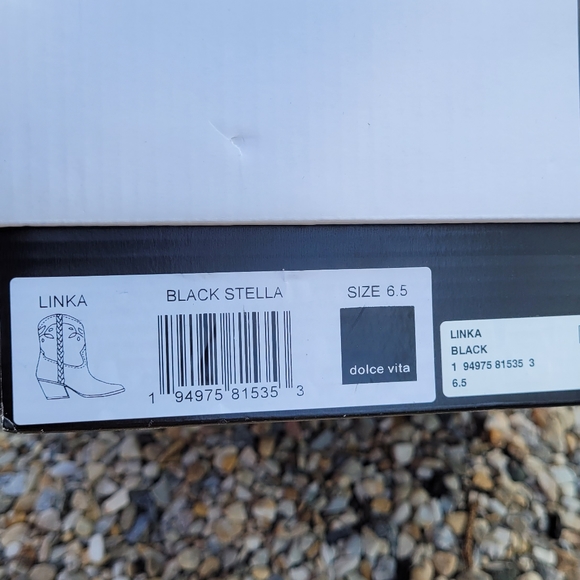 LINKA
BLACK STELLA
SIZE 6.5
dolce vita
1 94975 81535 3
LINKA
BLACK
1 94975 81535 3
6.5